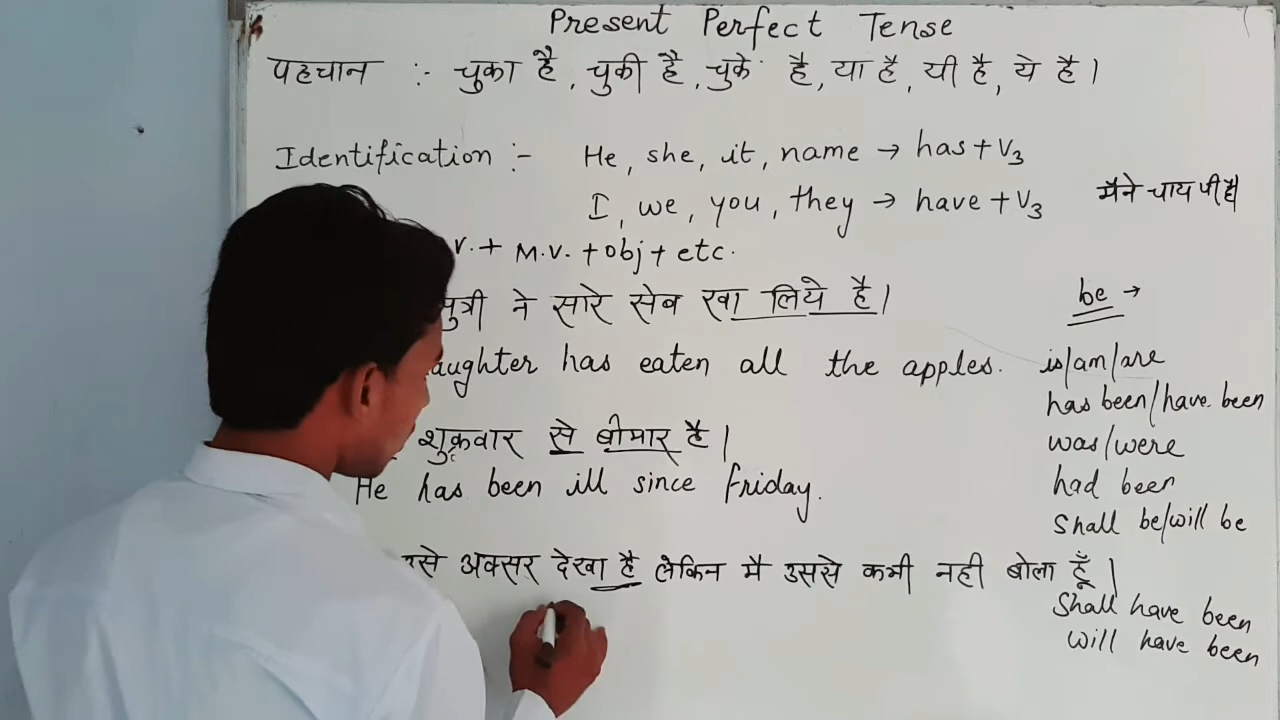 Present Perfect Tense
पहचान :- चुका है, चुकी है, चुके है, या है, यी है, ये है।
Identification :- He, she, it, name → has + V3
I, we, you, they → have + V3
मैने चाय पी है
v. + M.V. + obj + etc.
पुत्री ने सारे सेब खा लिये है।
be →
aughter has eaten all the apples.
is/am/are
has been/have been
शुक्रवार से बीमार है।
was/were
He has been ill since friday.
had been
Shall be/will be
उसे अक्सर देखा है लेकिन मै उससे कभी नही बोला हूँ।
Shall have been
will have been